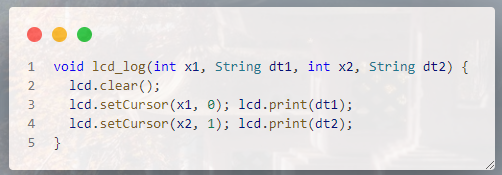 1 void lcd_log(int x1, String dt1, int x2, String dt2) {
2   lcd.clear();
3   lcd.setCursor(x1, 0); lcd.print(dt1);
4   lcd.setCursor(x2, 1); lcd.print(dt2);
5 }